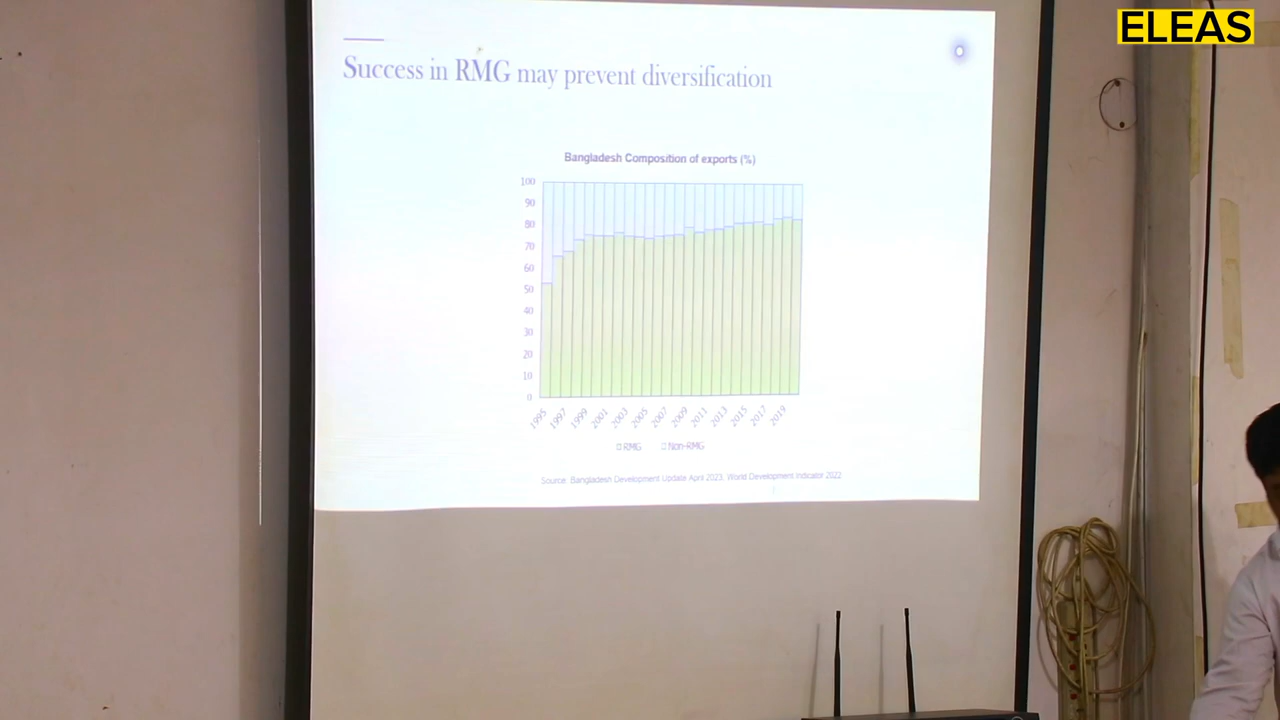 ELEAS
Success in RMG may prevent diversification
Bangladesh Composition of exports (%)
100
90
80
70
60
50
40
30
20
10
0
1995 1997 1999 2001 2003 2005 2007 2009 2011 2013 2015 2017 2019
RMG Non-RMG
Source: Bangladesh Development Update April 2023, World Development Indicator 2022